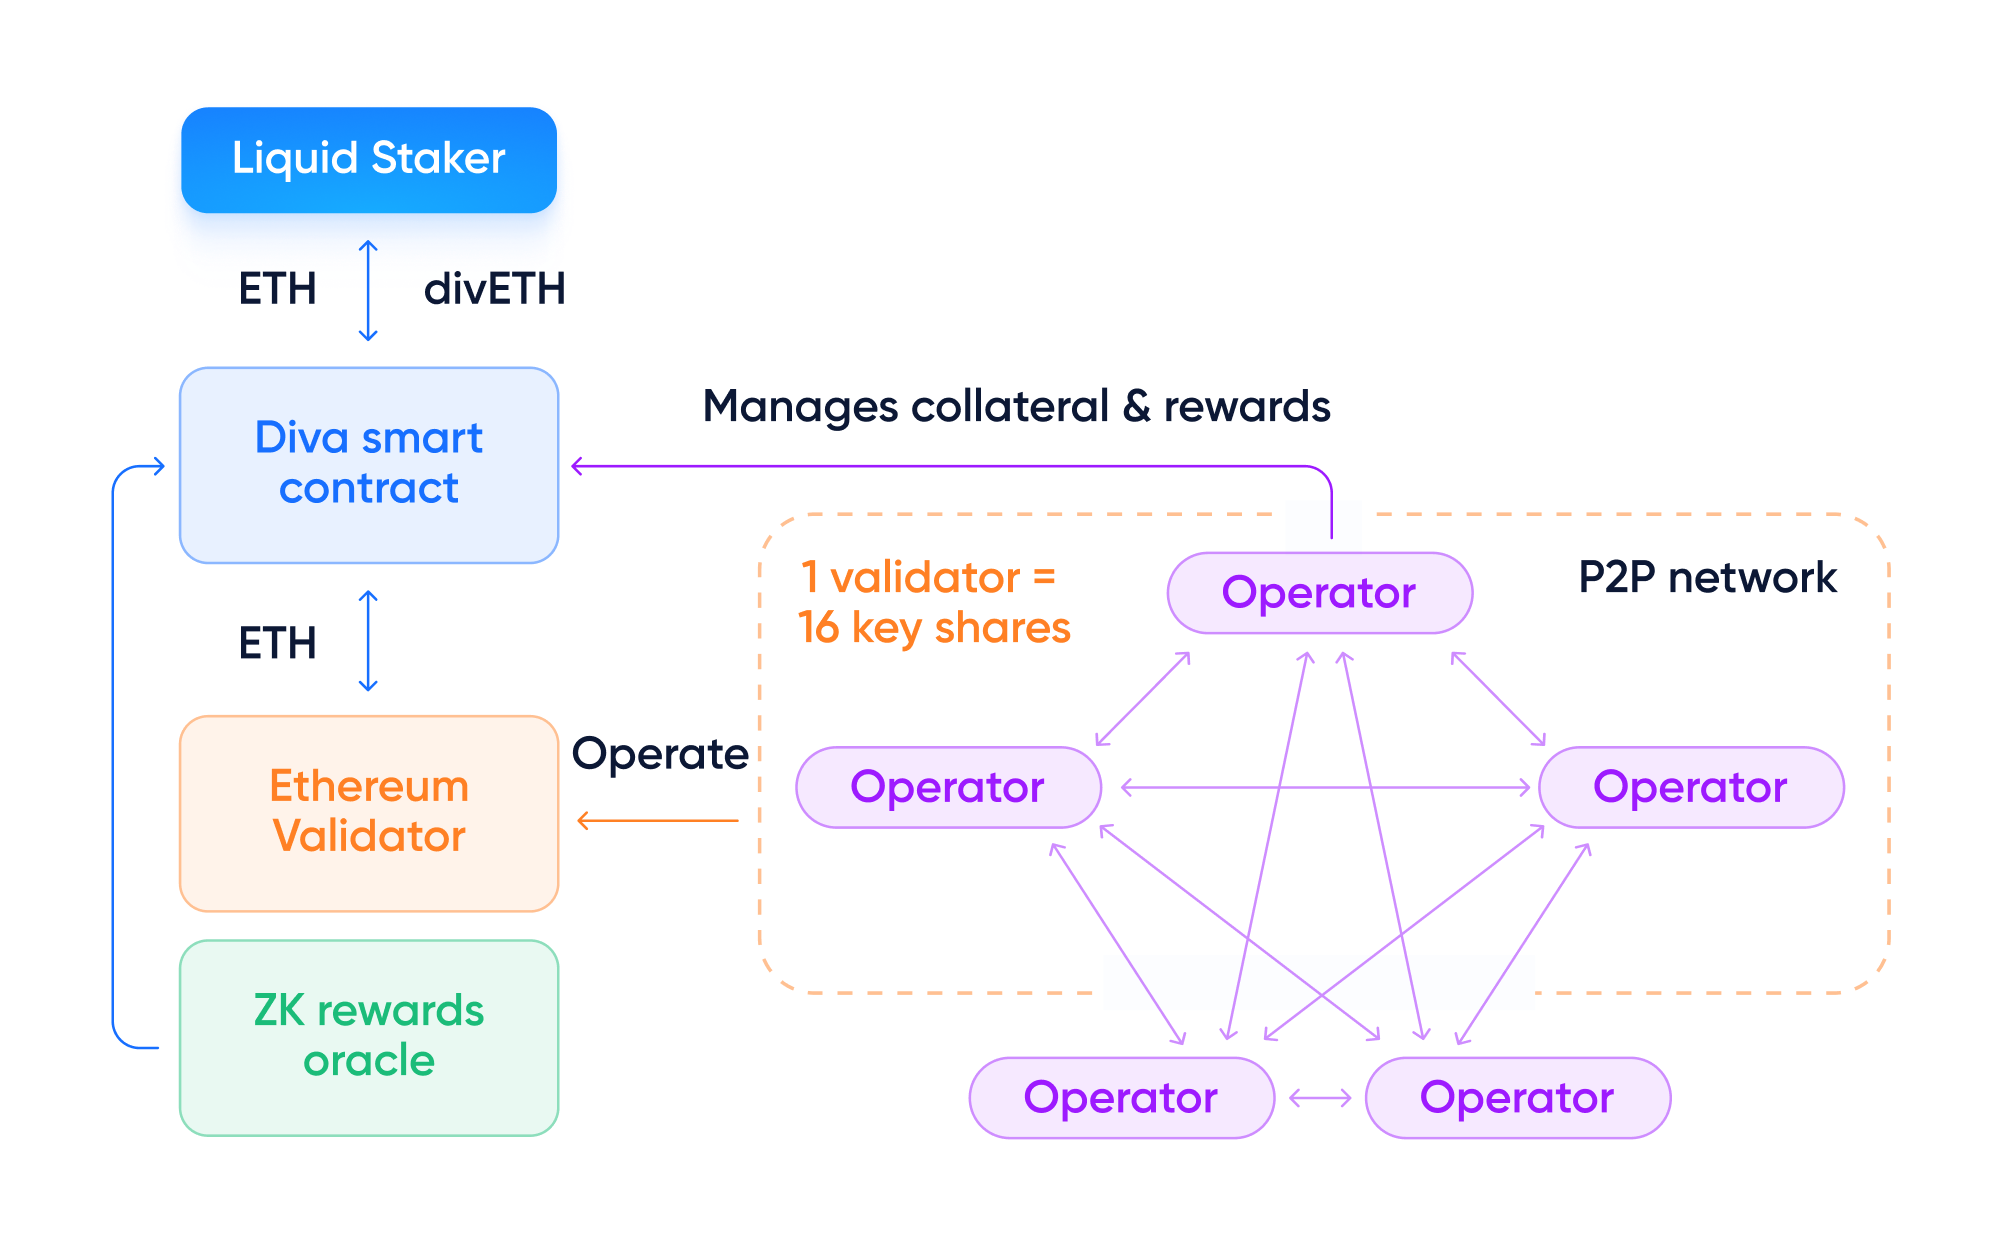 Liquid Staker
ETH
divETH
Diva smart
contract
Manages collateral & rewards
ETH
1 validator =
16 key shares
Operator
P2P network
Ethereum
Validator
Operate
Operator
Operator
ZK rewards
oracle
Operator
Operator